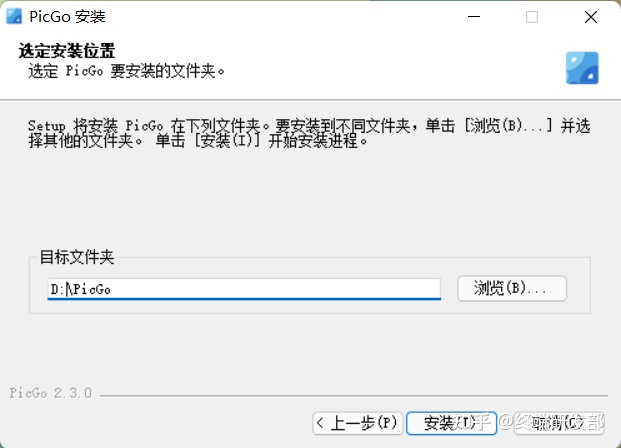 PicGo 安装
选定安装位置
选定 PicGo 要安装的文件夹。
Setup 将安装 PicGo 在下列文件夹。要安装到不同文件夹，单击 [浏览(B)...] 并选
择其他的文件夹。 单击 [安装(I)] 开始安装进程。
目标文件夹
D:\PicGo
浏览(B)...
PicGo 2.3.0
< 上一步(P)
安装(I)
知乎 @终端研发部